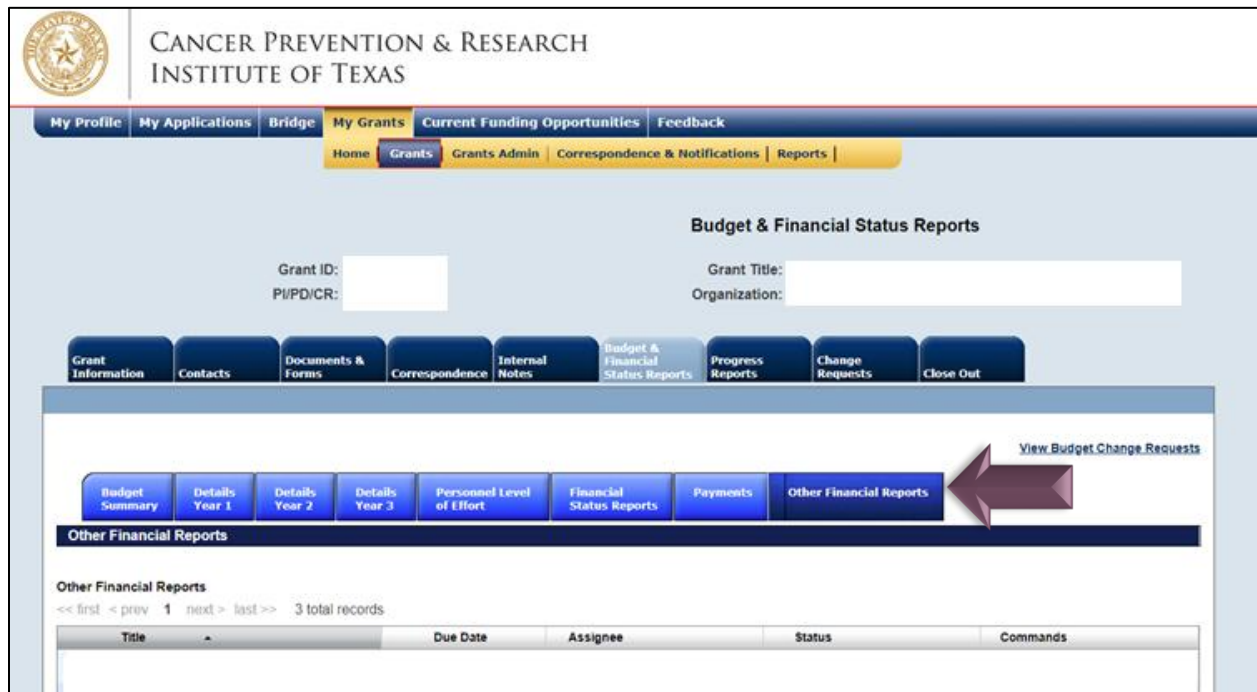 THE STATE OF TEXAS
CANCER PREVENTION & RESEARCH
INSTITUTE OF TEXAS
My Profile My Applications Bridge My Grants Current Funding Opportunities Feedback
Home Grants Grants Admin Correspondence & Notifications Reports
Budget & Financial Status Reports
Grant ID: Grant Title:
PI/PD/CR: Organization:
Grant Information Contacts Documents & Forms Correspondence Internal Notes Budget & Financial Status Reports Progress Reports Change Requests Close Out
View Budget Change Requests
Budget Summary Details Year 1 Details Year 2 Details Year 3 Personnel Level of Effort Financial Status Reports Payments Other Financial Reports
Other Financial Reports
Other Financial Reports
<< first < prev 1 next > last >> 3 total records
Title Due Date Assignee Status Commands